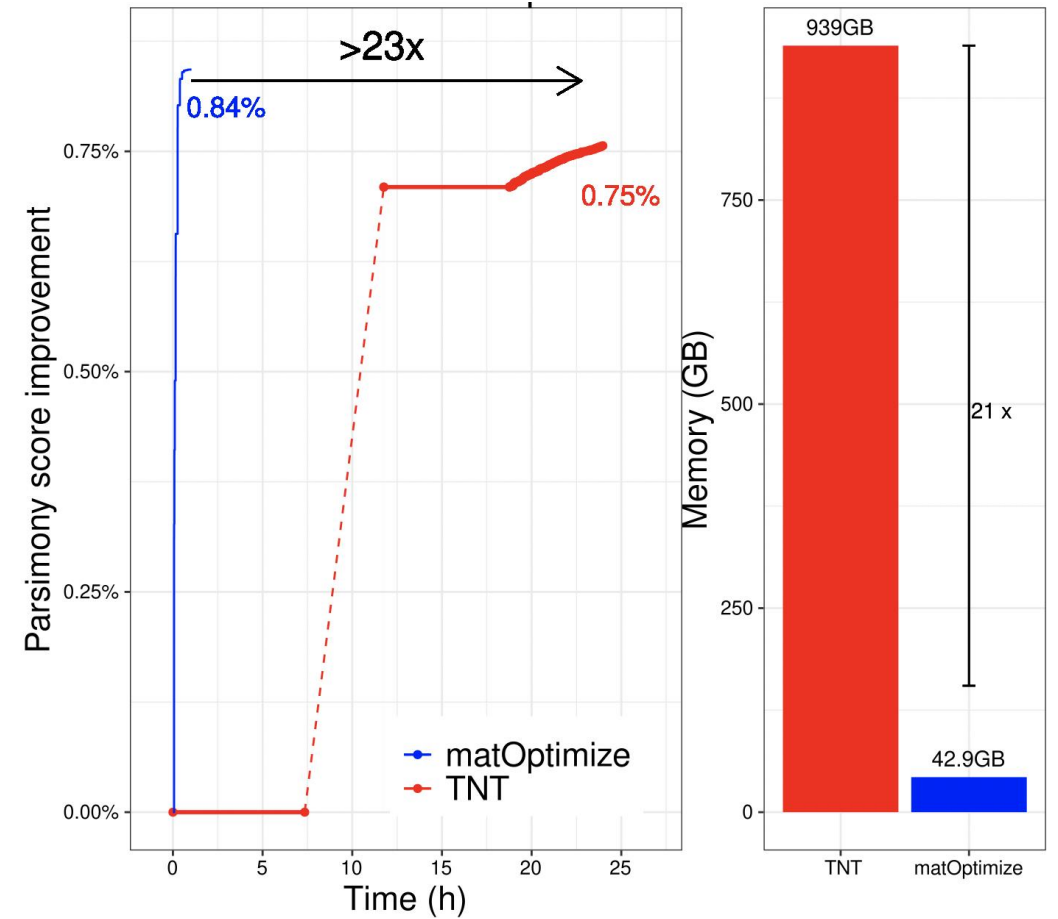 >23x
0.84%
0.75%
Parsimony score improvement
0.75%
0.50%
0.25%
0.00%
matOptimize
TNT
0
5
10
15
20
25
Time (h)
939GB
21 x
42.9GB
Memory (GB)
750
500
250
0
TNT
matOptimize